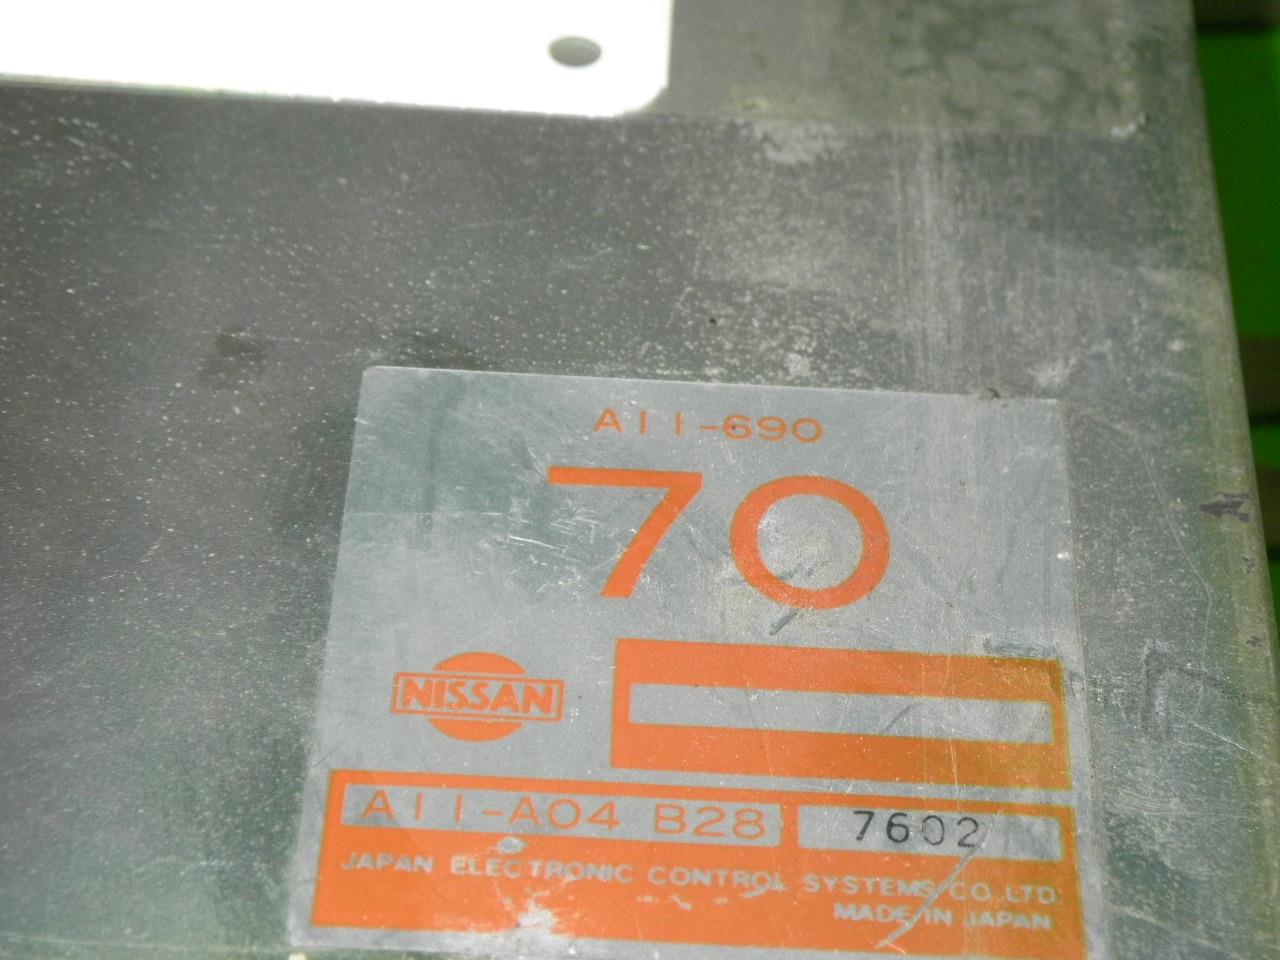 A11-690
70
NISSAN
A11-A04 B28 7602
JAPAN ELECTRONIC CONTROL SYSTEMS CO.LTD
MADE IN JAPAN